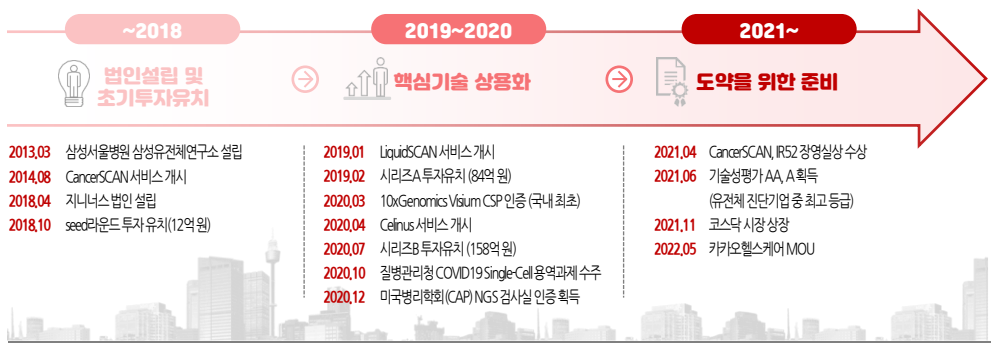 ~2018
법인설립 및
초기투자유치
2013.03 삼성서울병원 삼성유전체연구소 설립
2014.08 CancerSCAN 서비스 개시
2018.04 지니너스 법인 설립
2018.10 seed라운드 투자 유치(12억 원)
2019~2020
핵심기술 상용화
2019.01 LiquidSCAN 서비스 개시
2019.02 시리즈A 투자유치 (84억 원)
2020.03 10xGenomics Visium CSP 인증 (국내 최초)
2020.04 Celinus 서비스 개시
2020.07 시리즈B 투자유치 (158억 원)
2020.10 질병관리청 COVID19 Single-Cell 용역과제 수주
2020.12 미국병리학회(CAP) NGS 검사실 인증 획득
2021~
도약을 위한 준비
2021.04 CancerSCAN, IR52 장영실상 수상
2021.06 기술성평가 AA, A 획득
(유전체 진단기업 중 최고 등급)
2021.11 코스닥 시장 상장
2022.05 카카오헬스케어 MOU